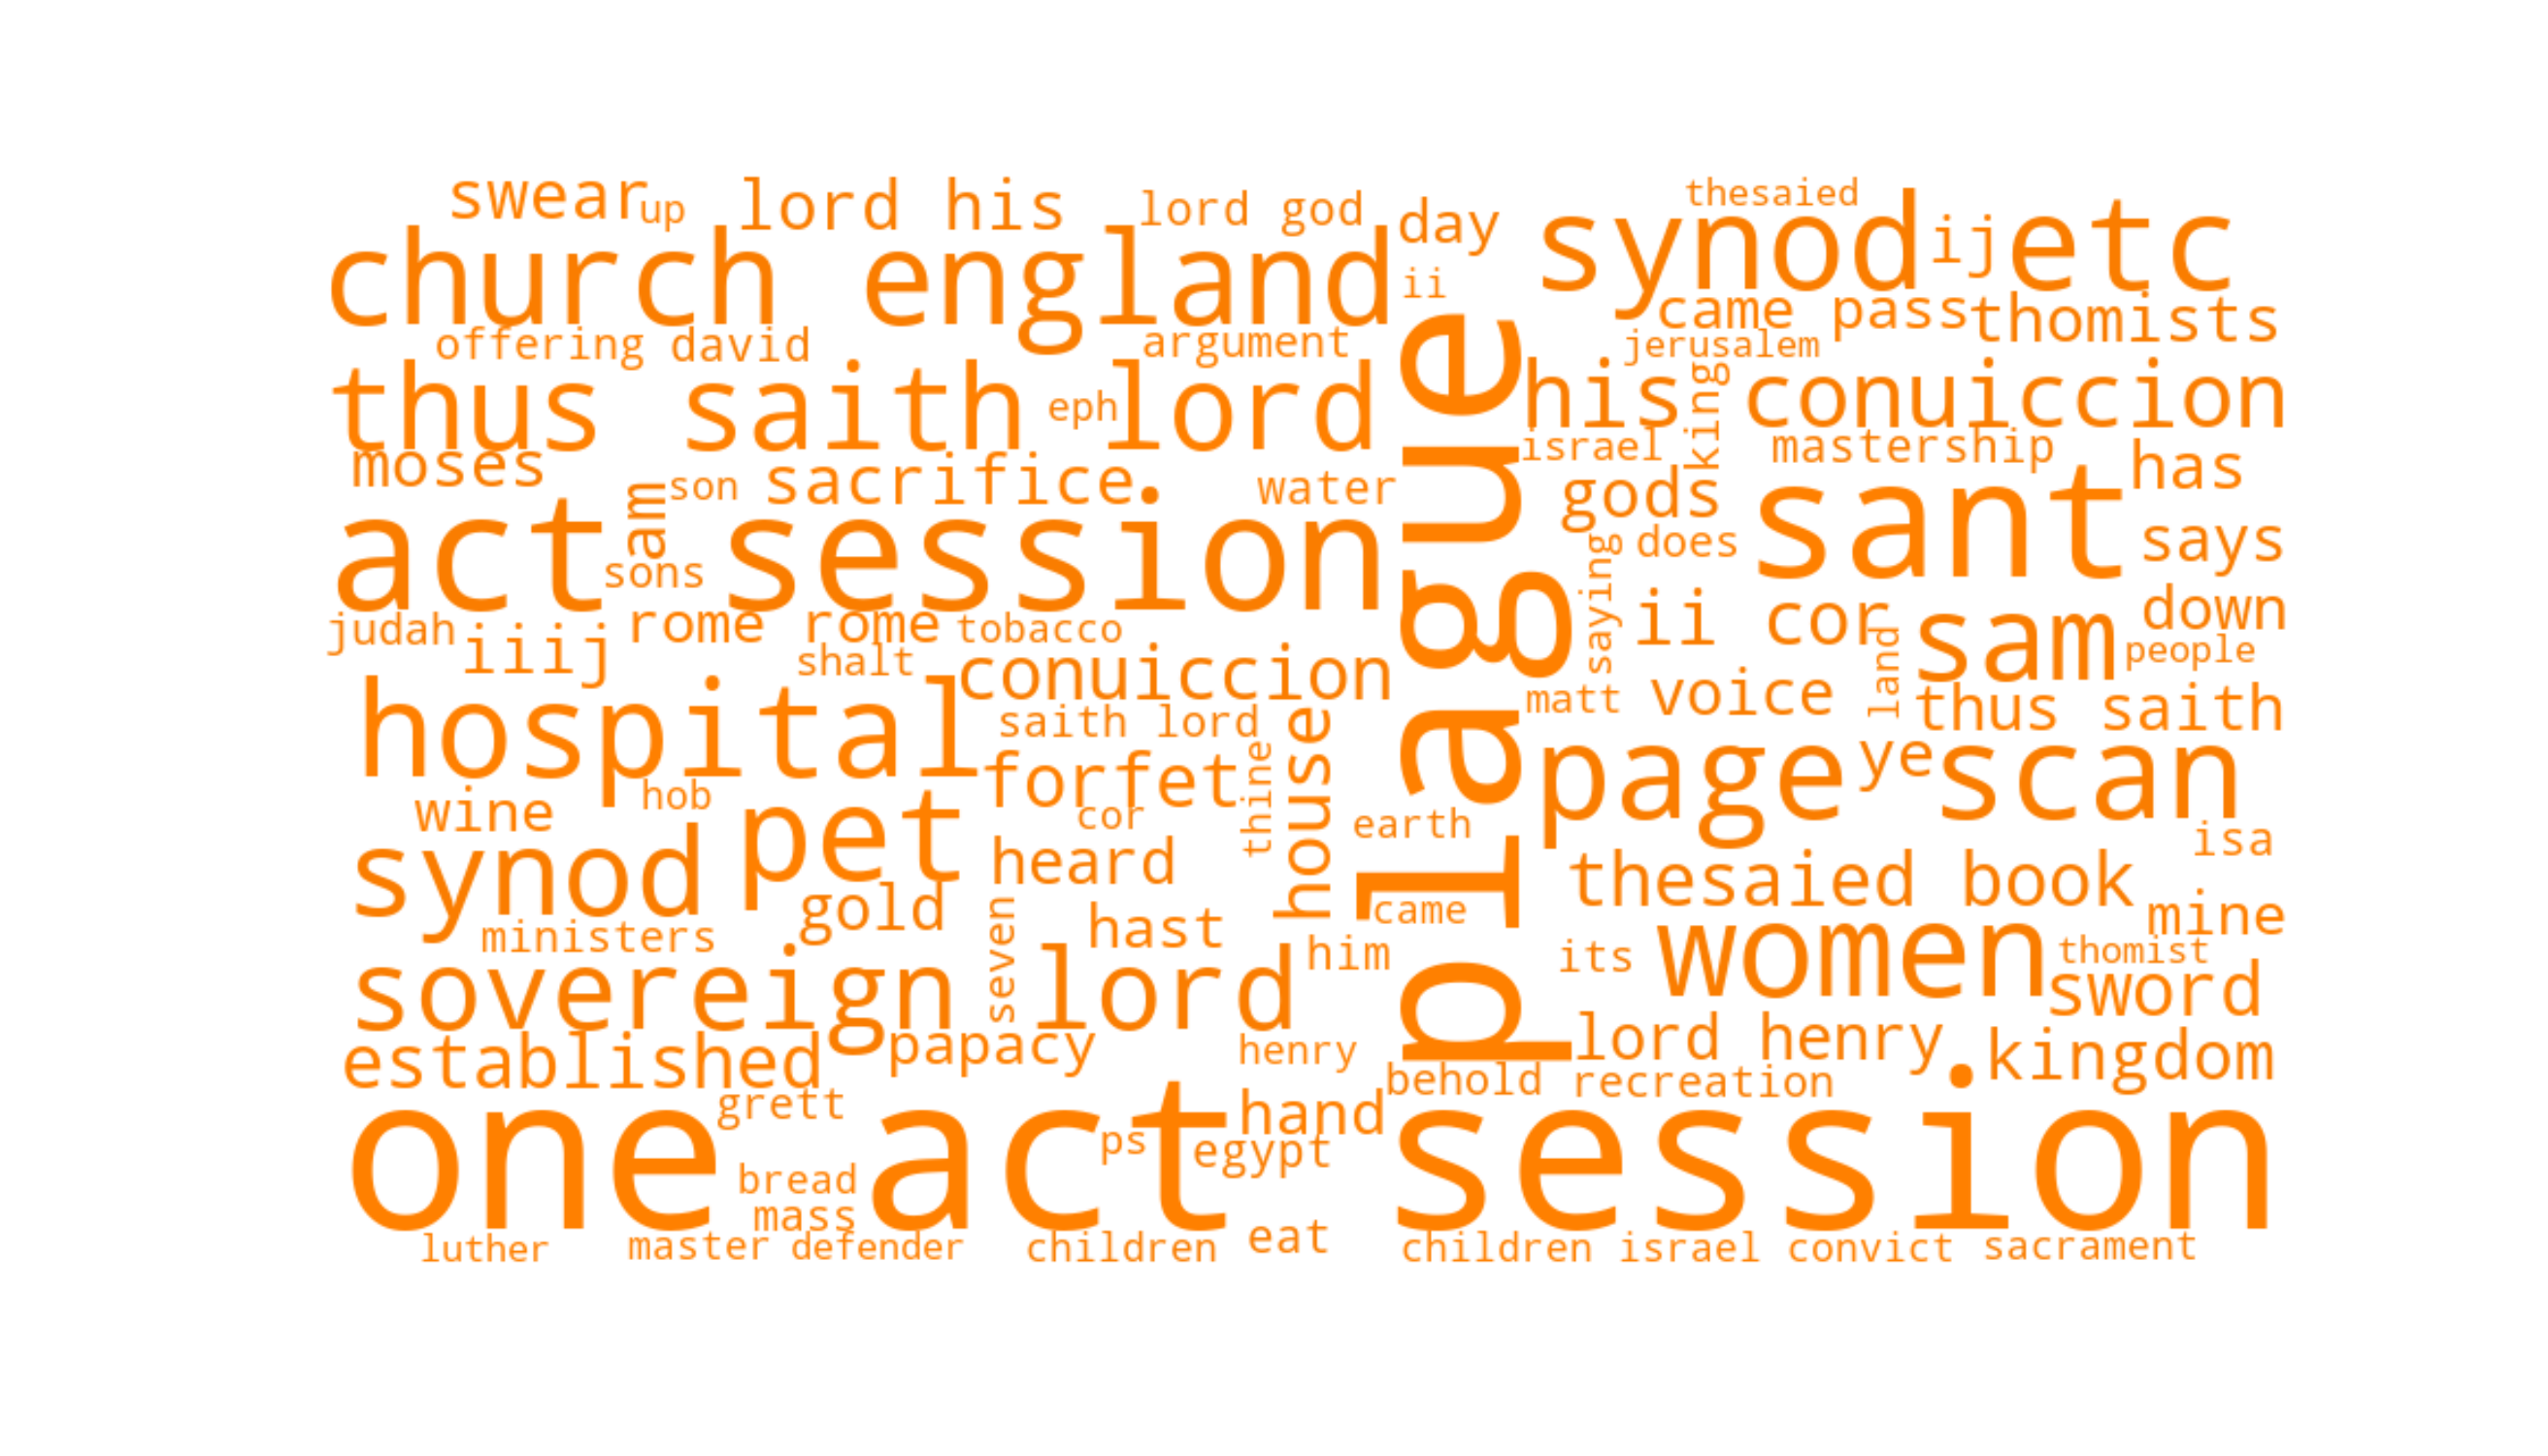 swear up lord his lord god day thesaied
church england ii synod ij etc
offering david argument came pass thomists
jerusalem
thus saith lord eph his king conuiccion
moses israel mastership has
sam son sacrifice water gods sant
act session does says
sons saying
judah iiij rome rome tobacco ii cor sam down
shalt conuiccion land people
hospital saith lord matt voice thus saith
plague
forfet thine house page ye scan
wine hob cor earth isa
synod pet heard thesaied book
gold seven hast came mine
ministers him its women thomist
sovereign lord sword
established papacy henry lord henry kingdom
behold recreation
one act session
grett ps hand egypt
bread
mass
luther master defender children eat children israel convict sacrament